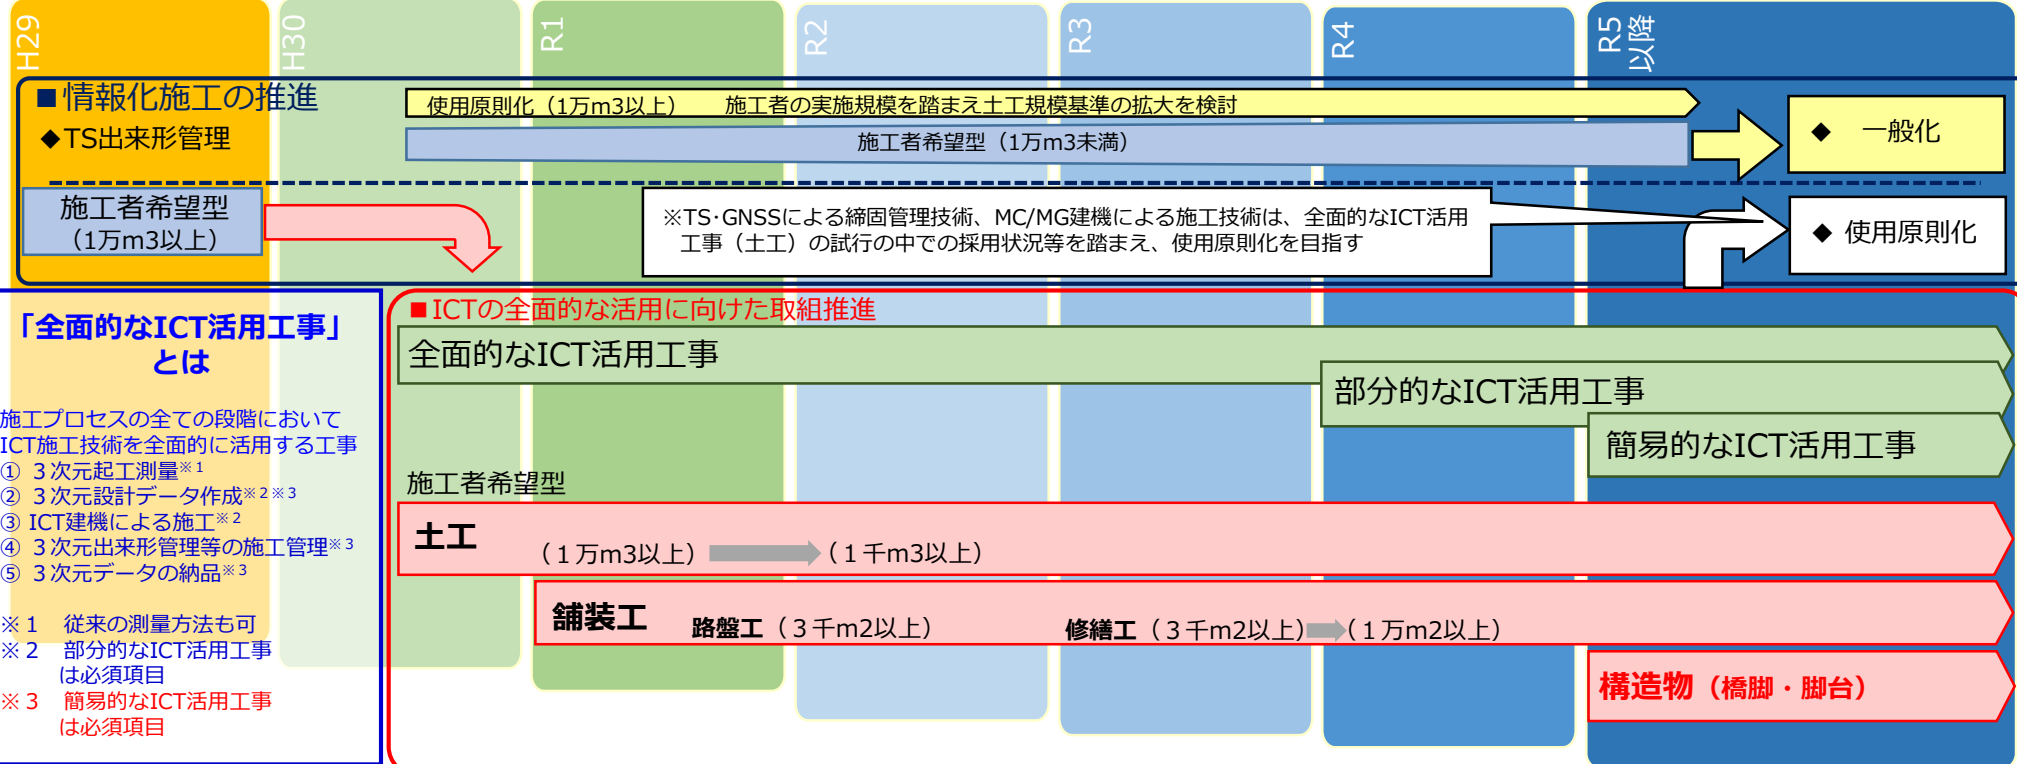 H29
H30
R1
R2
R3
R4
R5
以降
■情報化施工の推進
◆TS出来形管理
使用原則化（1万m3以上）　施工者の実施規模を踏まえ土工規模基準の拡大を検討
施工者希望型（1万m3未満）
◆　一般化
施工者希望型
（1万m3以上）
※TS・GNSSによる締固管理技術、MC/MG建機による施工技術は、全面的なICT活用
工事（土工）の試行の中での採用状況等を踏まえ、使用原則化を目指す
◆ 使用原則化
「全面的なICT活用工事」
とは
施工プロセスの全ての段階において
ICT施工技術を全面的に活用する工事
① ３次元起工測量※１
② ３次元設計データ作成※２※３
③ ICT建機による施工※２
④ ３次元出来形管理等の施工管理※３
⑤ ３次元データの納品※３
※１　従来の測量方法も可
※２　部分的なICT活用工事
は必須項目
※３　簡易的なICT活用工事
は必須項目
■ICTの全面的な活用に向けた取組推進
全面的なICT活用工事
部分的なICT活用工事
簡易的なICT活用工事
施工者希望型
土工
（１万m3以上）
（１千m3以上）
舗装工
路盤工（３千m2以上）
修繕工（３千m2以上）
（１万m2以上）
構造物（橋脚・脚台）